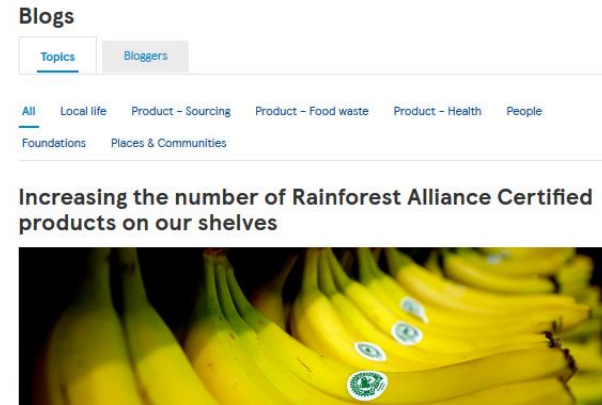 Blogs
Topics
Bloggers
All Local life Product – Sourcing Product – Food waste Product – Health People
Foundations Places & Communities
Increasing the number of Rainforest Alliance Certified
products on our shelves